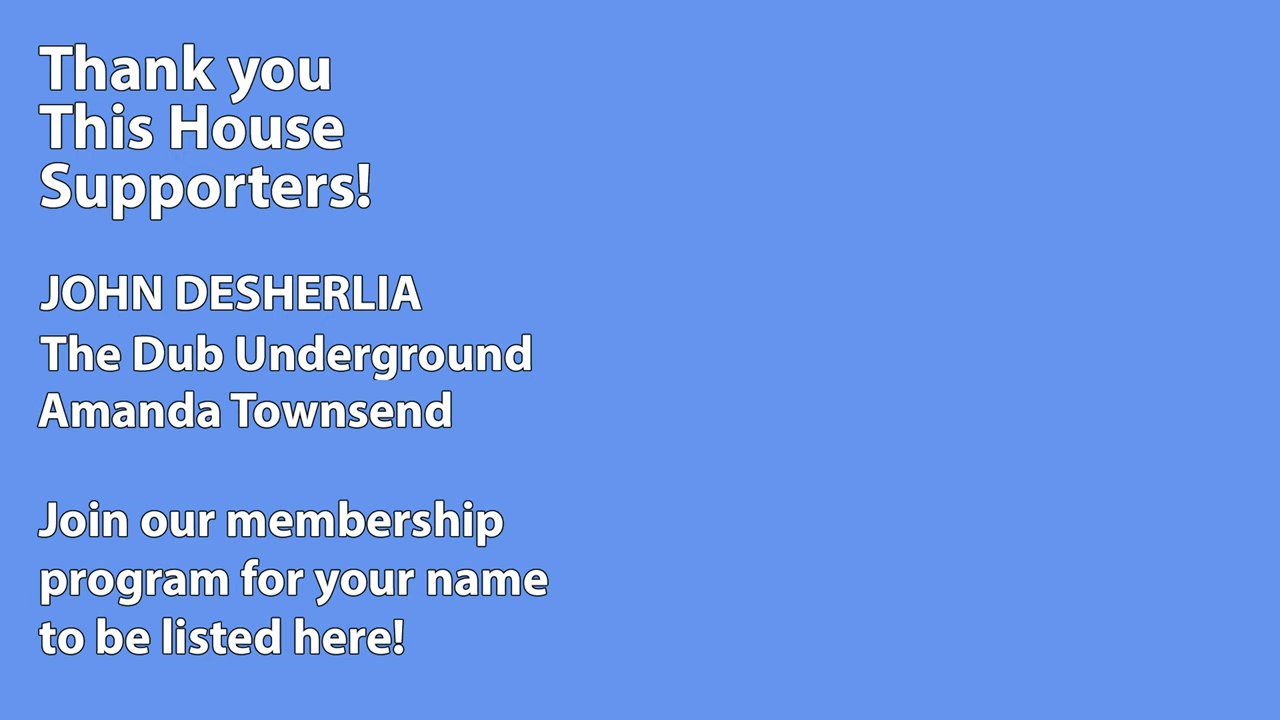 Thank you
This House
Supporters!
JOHN DESHERLIA
The Dub Underground
Amanda Townsend
Join our membership
program for your name
to be listed here!